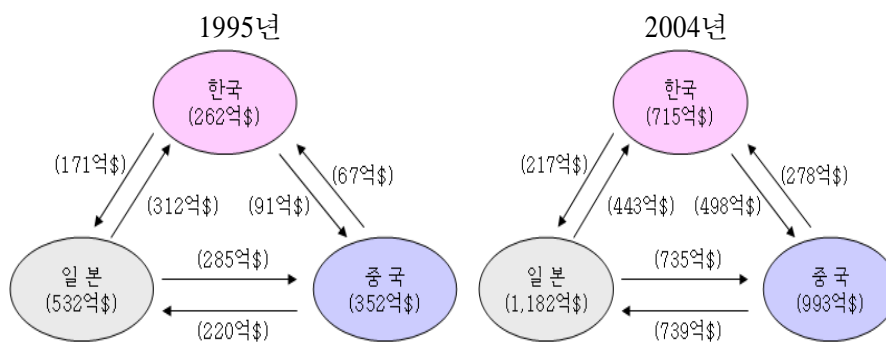 1995년
한국
(262억$)
(171억$)
(67억$)
(312억$)
(91억$)
일 본
(532억$)
(285억$)
(220억$)
중 국
(352억$)
2004년
한국
(715억$)
(217억$)
(278억$)
(443억$)
(498억$)
일 본
(1,182억$)
(735억$)
(739억$)
중 국
(993억$)